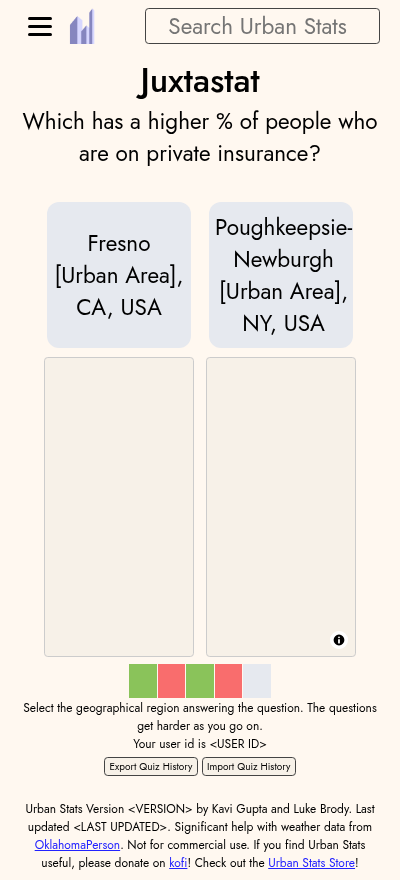 Search Urban Stats
Juxtastat
Which has a higher % of people who
are on private insurance?
Fresno
[Urban Area],
CA, USA
Poughkeepsie-
Newburgh
[Urban Area],
NY, USA
Select the geographical region answering the question. The questions
get harder as you go on.
Your user id is <USER ID>
Export Quiz History
Import Quiz History
Urban Stats Version <VERSION> by Kavi Gupta and Luke Brody. Last
updated <LAST UPDATED>. Significant help with weather data from
OklahomaPerson. Not for commercial use. If you find Urban Stats
useful, please donate on kofi! Check out the Urban Stats Store!